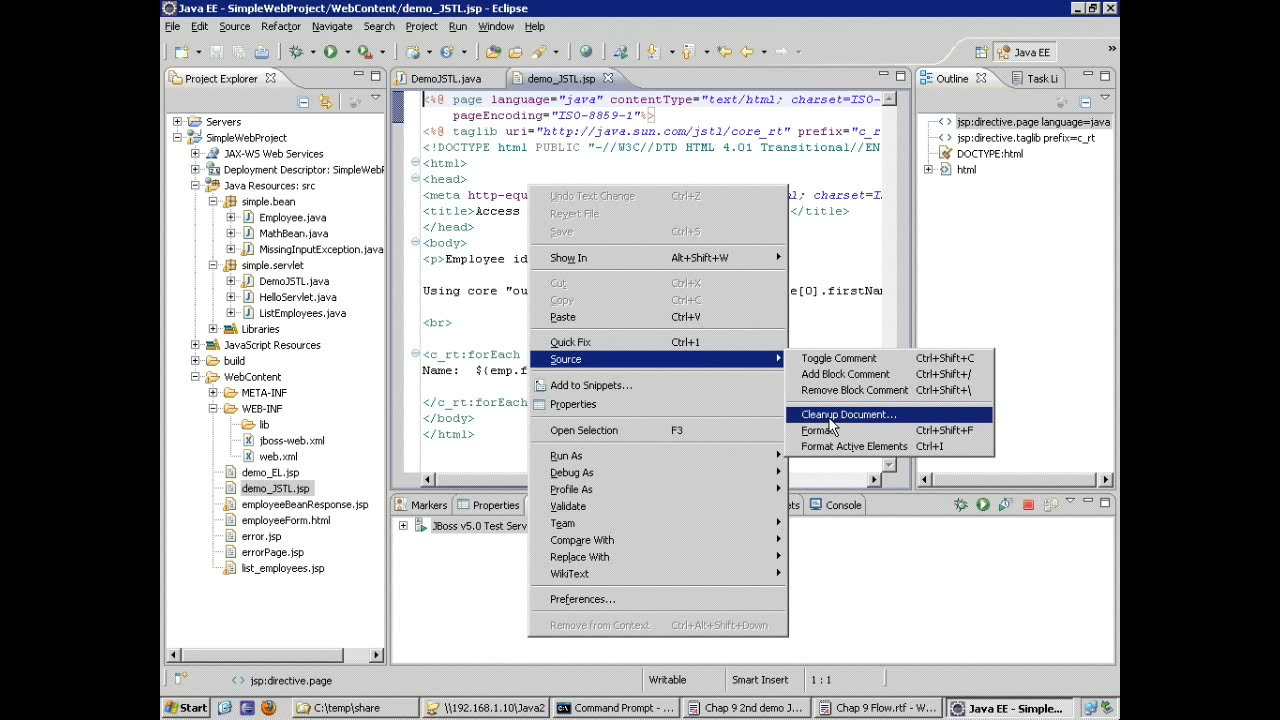 Java EE - SimpleWebProject/WebContent/demo_JSTL.jsp - Eclipse
File Edit Source Refactor Navigate Search Project Run Window Help
Java EE
Project Explorer
DemoJSTL.java demo_JSTL.jsp
Outline Task Li
Servers
SimpleWebProject
JAX-WS Web Services
Deployment Descriptor: SimpleWeb
Java Resources: src
simple.bean
Employee.java
MathBean.java
MissingInputException.java
simple.servlet
DemoJSTL.java
HelloServlet.java
ListEmployees.java
Libraries
JavaScript Resources
build
WebContent
META-INF
WEB-INF
lib
jboss-web.xml
web.xml
demo_EL.jsp
demo_JSTL.jsp
employeeBeanResponse.jsp
employeeForm.html
error.jsp
errorPage.jsp
list_employees.jsp
<%@ page language="java" contentType="text/html; charset=ISO-
pageEncoding="ISO-8859-1"%>
<%@ taglib uri="http://java.sun.com/jstl/core_rt" prefix="c_r
<!DOCTYPE html PUBLIC "-//W3C//DTD HTML 4.01 Transitional//EN
<html>
<head>
<meta http-equ l; charset=IS
<title>Access </title>
</head>
<body>
<p>Employee id
Using core "ou e[0].firstNa
<br>
<c_rt:forEach
Name: ${emp.f
</c_rt:forEach
</body>
</html>
Undo Text Change Ctrl+Z
Revert File
Save Ctrl+S
Show In Alt+Shift+W
Cut Ctrl+X
Copy Ctrl+C
Paste Ctrl+V
Quick Fix Ctrl+1
Source
Add to Snippets...
Properties
Open Selection F3
Run As
Debug As
Profile As
Validate
Team
Compare With
Replace With
WikiText
Preferences...
Remove from Context Ctrl+Alt+Shift+Down
Toggle Comment Ctrl+Shift+C
Add Block Comment Ctrl+Shift+/
Remove Block Comment Ctrl+Shift+\
Cleanup Document...
Format Ctrl+Shift+F
Format Active Elements Ctrl+I
jsp:directive.page language=java
jsp:directive.taglib prefix=c_rt
DOCTYPE:html
html
Markers Properties ets Console
JBoss v5.0 Test Serv
jsp:directive.page Writable Smart Insert 1 : 1
Start C:\temp\share \\192.168.1.10\Java2 Command Prompt - ... Chap 9 2nd demo J... Chap 9 Flow.rtf - W... Java EE - Simple...